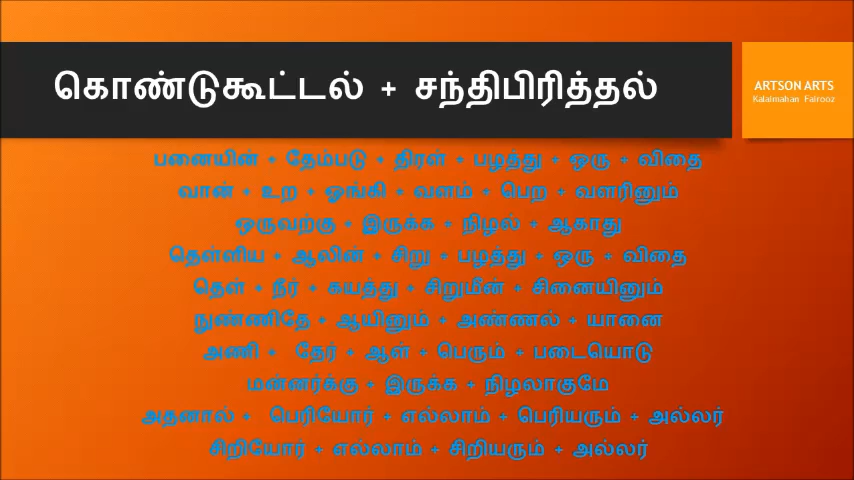 கொண்டுகூட்டல் + சந்திபிரித்தல்
ARTSON ARTS
Kalaimahan Fairooz
பனையின் + தேம்படு + திரள் + பழத்து + ஒரு + விதை
வான் + உற + ஓங்கி + வளம் + பெற + வளரினும்
ஒருவற்கு + இருக்க + நிழல் + ஆகாது
தெள்ளிய + ஆலின் + சிறு + பழத்து + ஒரு + விதை
தெள் + நீர் + கயத்து + சிறுமீன் + சினையினும்
நுண்ணிதே + ஆயினும் + அண்ணல் + யானை
அணி + தேர் + ஆள் + பெரும் + படையொடு
மன்னர்க்கு + இருக்க + நிழலாகுமே
அதனால் + பெரியோர் + எல்லாம் + பெரியரும் + அல்லர்
சிறியோர் + எல்லாம் + சிறியரும் + அல்லர்